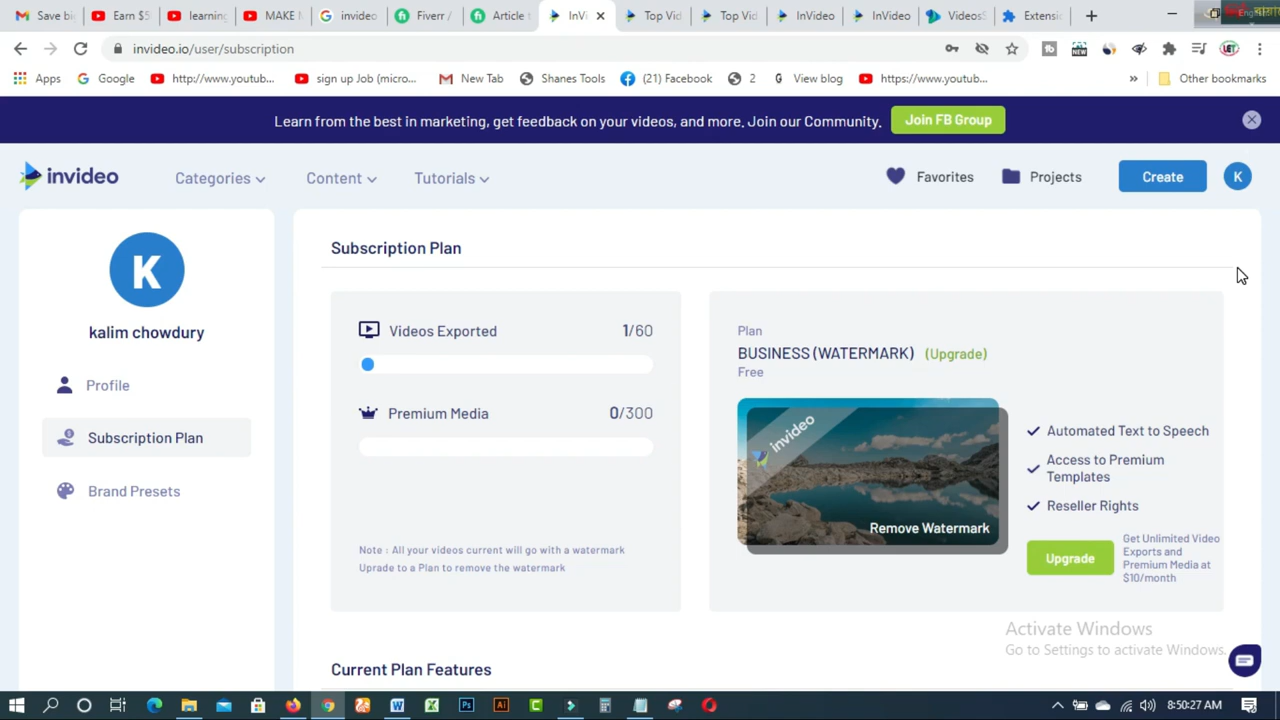 Save bi
Earn $5
learning
MAKE M
invideo
Fiverr /
Article
InVi
Top Vid
Top Vid
InVideo
InVideo
Videos
Extensi
invideo.io/user/subscription
Apps
Google
http://www.youtub...
sign up Job (micro...
New Tab
Shanes Tools
(21) Facebook
2
View blog
https://www.youtub...
»
Other bookmarks
Learn from the best in marketing, get feedback on your videos, and more. Join our Community.
Join FB Group
invideo
Categories
Content
Tutorials
Favorites
Projects
Create
K
K
kalim chowdury
Profile
Subscription Plan
Brand Presets
Subscription Plan
Videos Exported 1/60
Premium Media 0/300
Note : All your videos current will go with a watermark
Uprade to a Plan to remove the watermark
Plan
BUSINESS (WATERMARK) (Upgrade)
Free
invideo
Remove Watermark
Automated Text to Speech
Access to Premium
Templates
Reseller Rights
Upgrade
Get Unlimited Video
Exports and
Premium Media at
$10/month
Activate Windows
Go to Settings to activate Windows.
Current Plan Features
8:50:27 AM